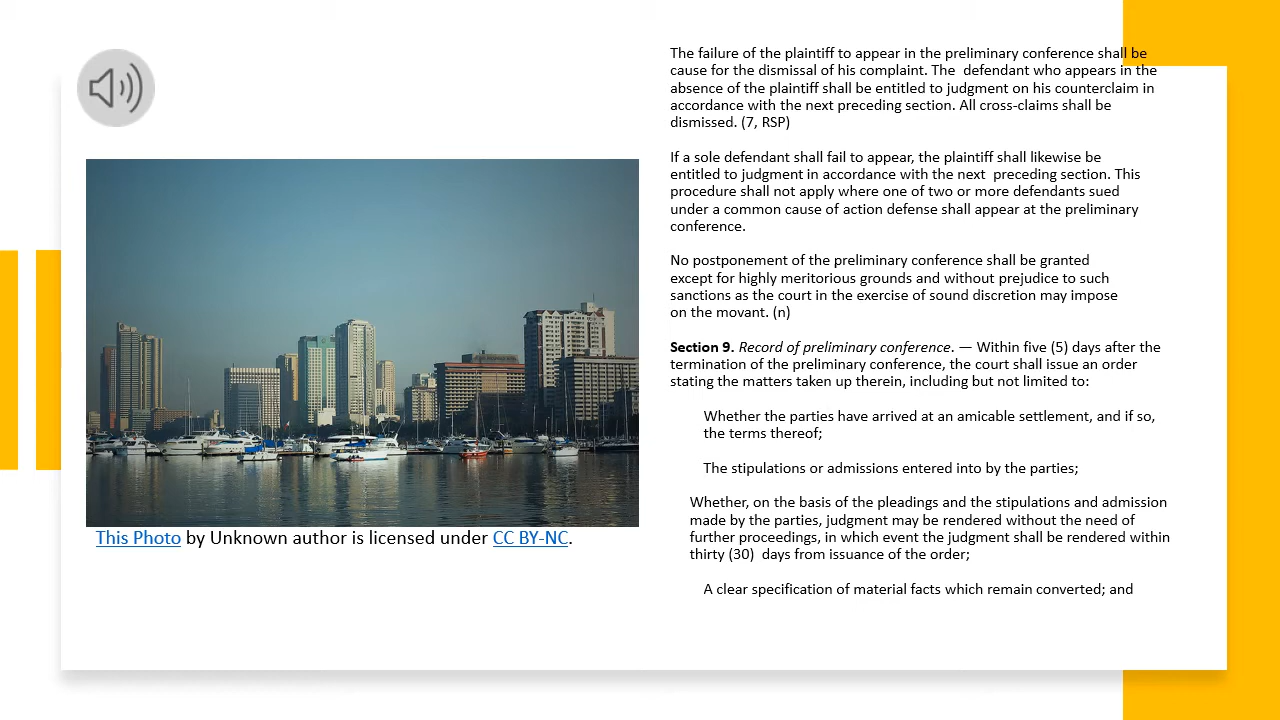 The failure of the plaintiff to appear in the preliminary conference shall be
cause for the dismissal of his complaint. The  defendant who appears in the
absence of the plaintiff shall be entitled to judgment on his counterclaim in
accordance with the next preceding section. All cross-claims shall be
dismissed. (7, RSP)
If a sole defendant shall fail to appear, the plaintiff shall likewise be
entitled to judgment in accordance with the next  preceding section. This
procedure shall not apply where one of two or more defendants sued
under a common cause of action defense shall appear at the preliminary
conference.
No postponement of the preliminary conference shall be granted
except for highly meritorious grounds and without prejudice to such
sanctions as the court in the exercise of sound discretion may impose
on the movant. (n)
Section 9. Record of preliminary conference. — Within five (5) days after the
termination of the preliminary conference, the court shall issue an order
stating the matters taken up therein, including but not limited to:
Whether the parties have arrived at an amicable settlement, and if so,
the terms thereof;
The stipulations or admissions entered into by the parties;
Whether, on the basis of the pleadings and the stipulations and admission
made by the parties, judgment may be rendered without the need of
further proceedings, in which event the judgment shall be rendered within
thirty (30)  days from issuance of the order;
A clear specification of material facts which remain converted; and
This Photo by Unknown author is licensed under CC BY-NC.